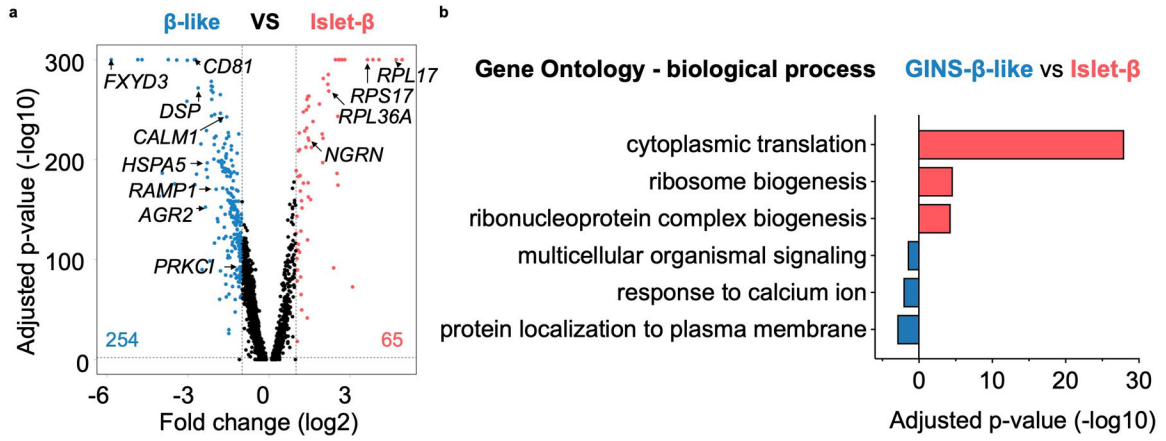 a
β-like VS Islet-β
300
200
100
0
Adjusted p-value (-log10)
FXYD3
CD81
DSP
CALM1
HSPA5
RAMP1
AGR2
PRKCI
RPL17
RPS17
RPL36A
NGRN
254
65
-6 -3 0 3
Fold change (log2)
b
Gene Ontology - biological process GINS-β-like vs Islet-β
cytoplasmic translation
ribosome biogenesis
ribonucleoprotein complex biogenesis
multicellular organismal signaling
response to calcium ion
protein localization to plasma membrane
0 10 20 30
Adjusted p-value (-log10)